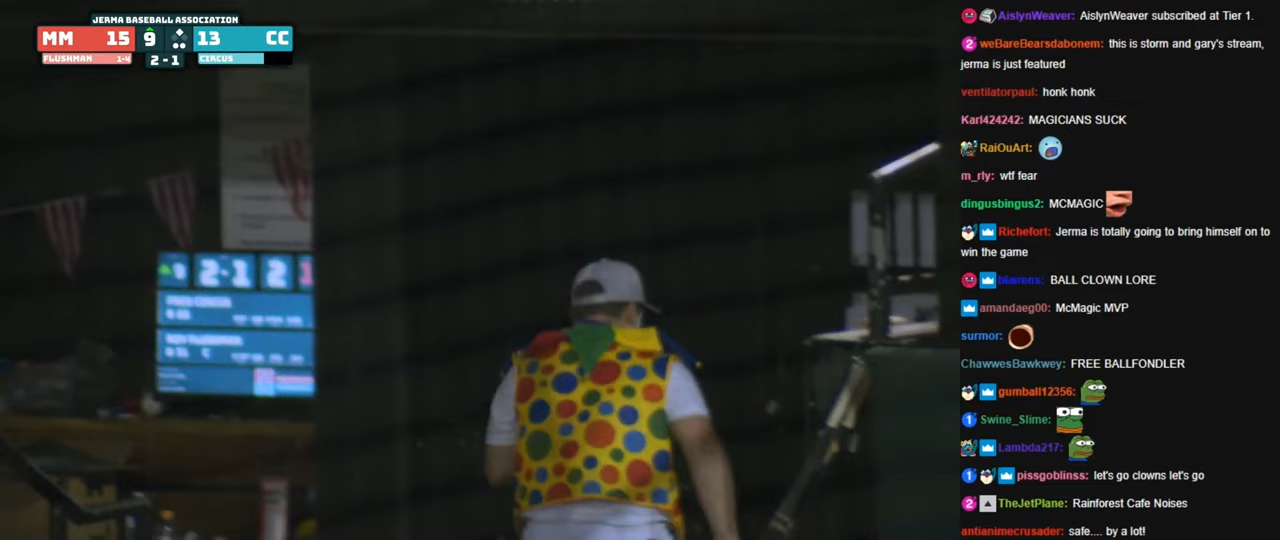 JERMA BASEBALL ASSOCIATION
MM 15 9 13 CC
FLUSHMAN 1-4 2 - 1 CIRCUS
2-1 2
AislynWeaver: AislynWeaver subscribed at Tier 1.
weBareBearsdabonem: this is storm and gary's stream,
jerma is just featured
ventilatorpaul: honk honk
Karl424242: MAGICIANS SUCK
RaiOuArt:
m_rly: wtf fear
dingusbingus2: MCMAGIC
Richefort: Jerma is totally going to bring himself on to
win the game
blairens: BALL CLOWN LORE
amandaeg00: McMagic MVP
surmor:
ChawwesBawkwey: FREE BALLFONDLER
gumball12356:
Swine_Slime:
Lambda217:
pissgoblinss: let's go clowns let's go
TheJetPlane: Rainforest Cafe Noises
antianimecrusader: safe.... by a lot!